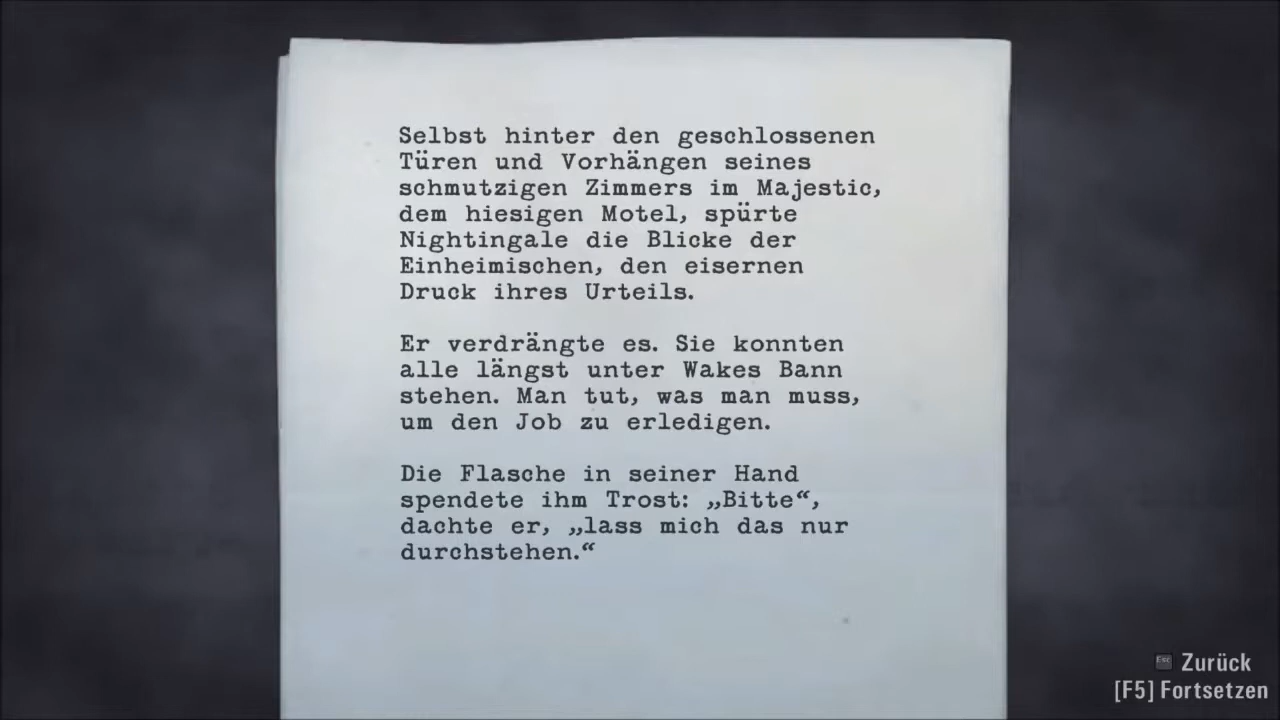 Selbst hinter den geschlossenen
Türen und Vorhängen seines
schmutzigen Zimmers im Majestic,
dem hiesigen Motel, spürte
Nightingale die Blicke der
Einheimischen, den eisernen
Druck ihres Urteils.
Er verdrängte es. Sie konnten
alle längst unter Wakes Bann
stehen. Man tut, was man muss,
um den Job zu erledigen.
Die Flasche in seiner Hand
spendete ihm Trost: „Bitte“,
dachte er, „lass mich das nur
durchstehen.“
Esc Zurück
[F5] Fortsetzen